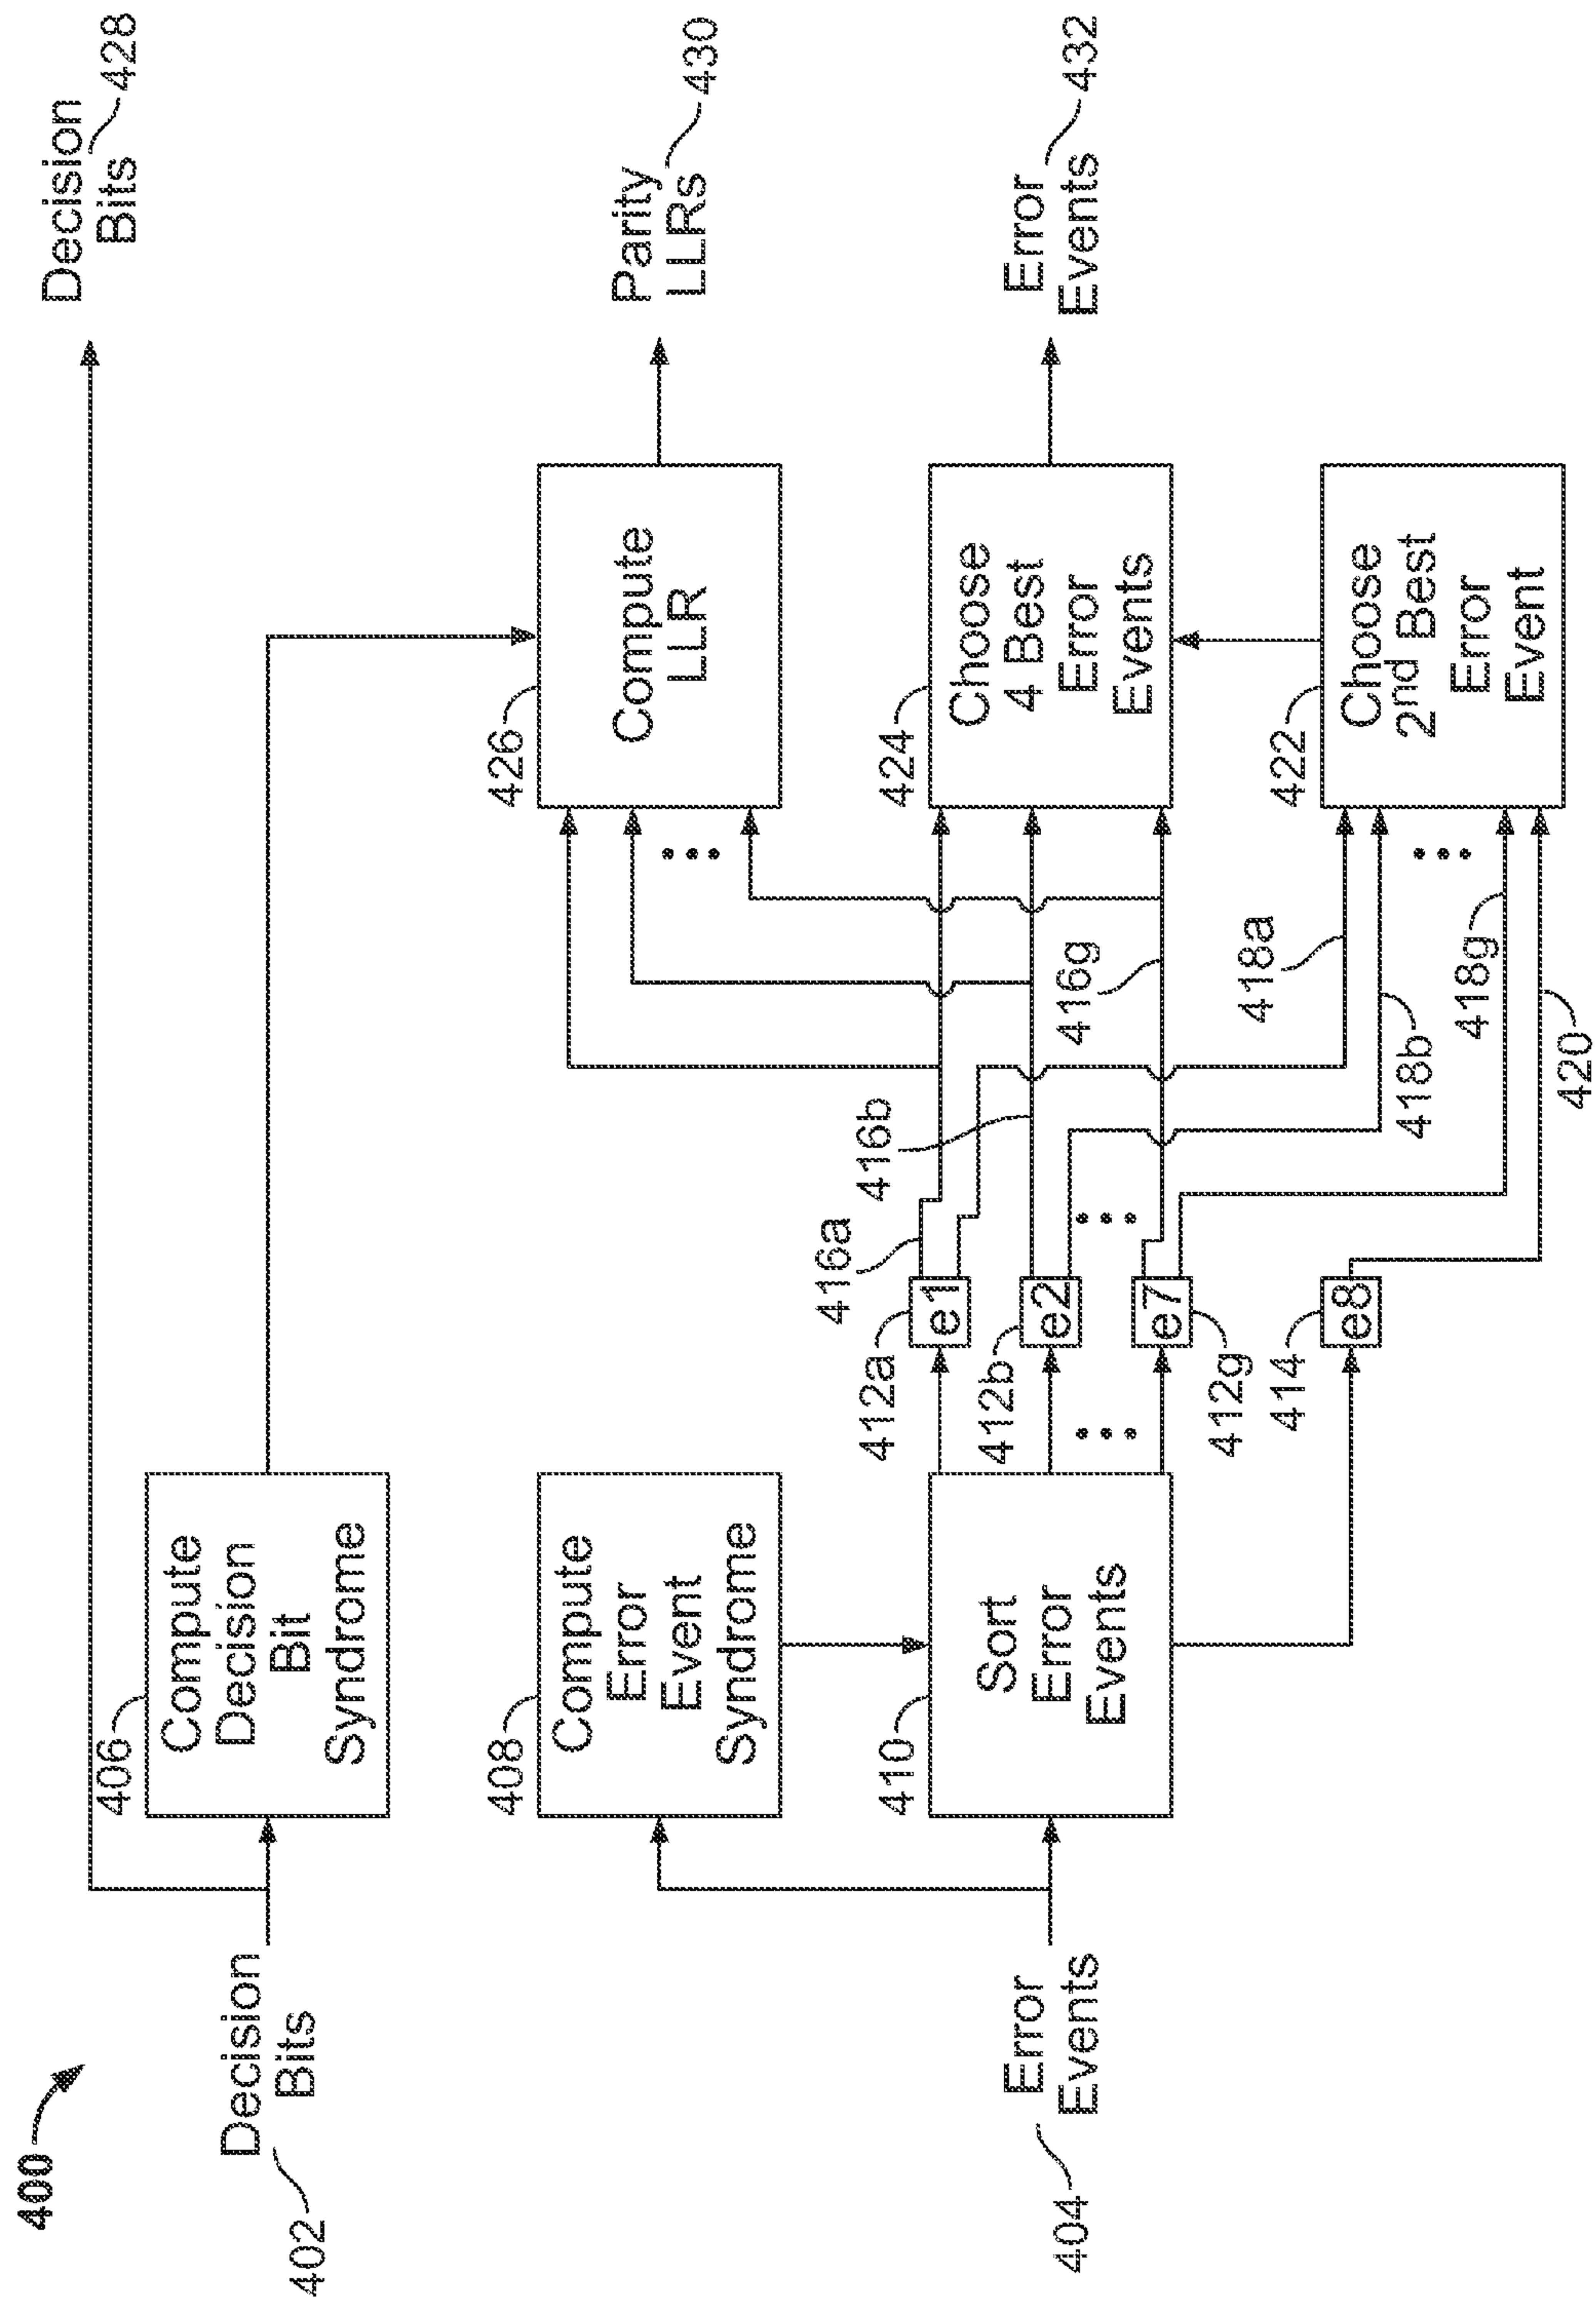 400
Decision
Bits
402
Error
Events
404
406
Compute
Decision
Bit
Syndrome
408
Compute
Error
Event
Syndrome
410
Sort
Error
Events
412a
e1
412b
e2
...
412g
e7
414
e8
...
416a
416b
416g
418a
418b
418g
420
...
...
426
Compute
LLR
424
Choose
4 Best
Error
Events
422
Choose
2nd Best
Error
Event
Decision
Bits
428
Parity
LLRs
430
Error
Events
432